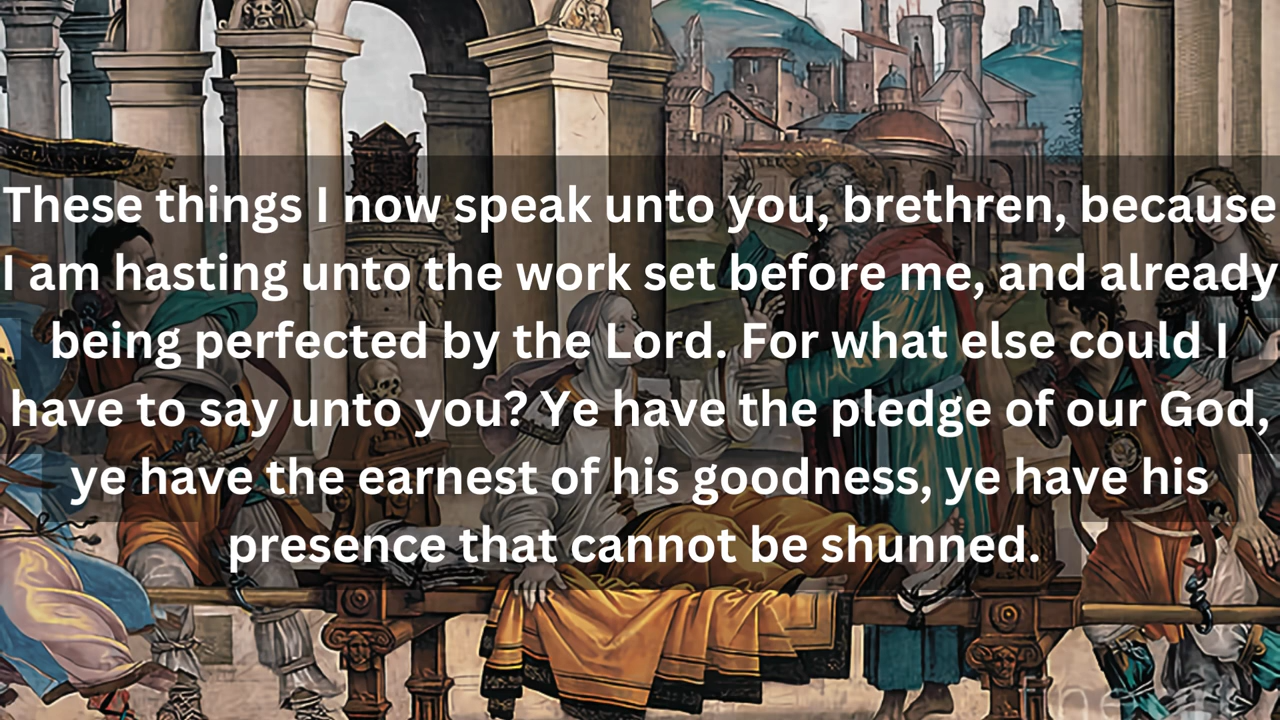 These things I now speak unto you, brethren, because
I am hasting unto the work set before me, and already
being perfected by the Lord. For what else could I
have to say unto you? Ye have the pledge of our God,
ye have the earnest of his goodness, ye have his
presence that cannot be shunned.